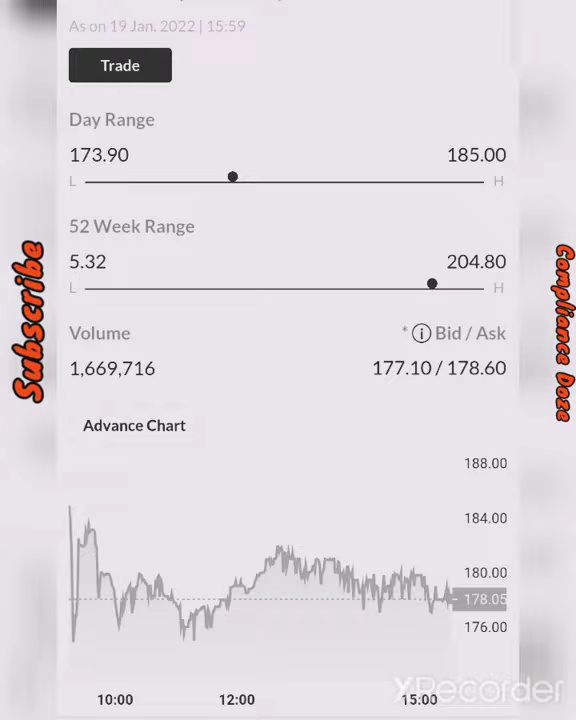 As on 19 Jan. 2022 | 15:59
Trade
Day Range
173.90 185.00
L H
52 Week Range
5.32 204.80
L H
Volume * i Bid / Ask
1,669,716 177.10 / 178.60
Advance Chart
188.00
184.00
180.00
178.05
176.00
10:00 12:00 15:00
XRecorder
Subscribe
Compliance Doze